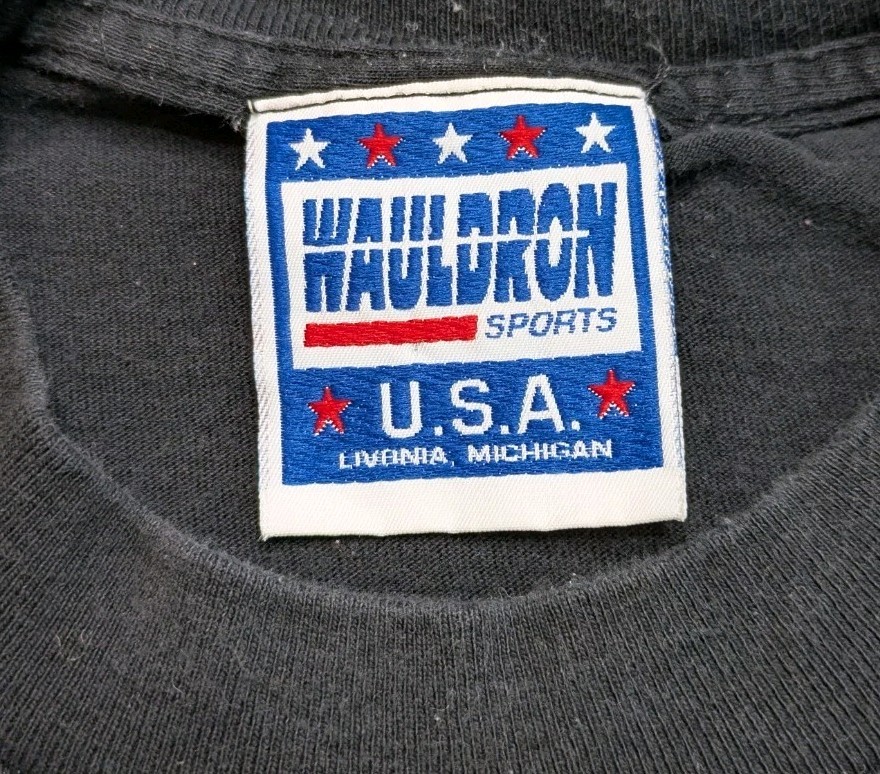 WAULDRON
SPORTS
U.S.A.
LIVONIA, MICHIGAN